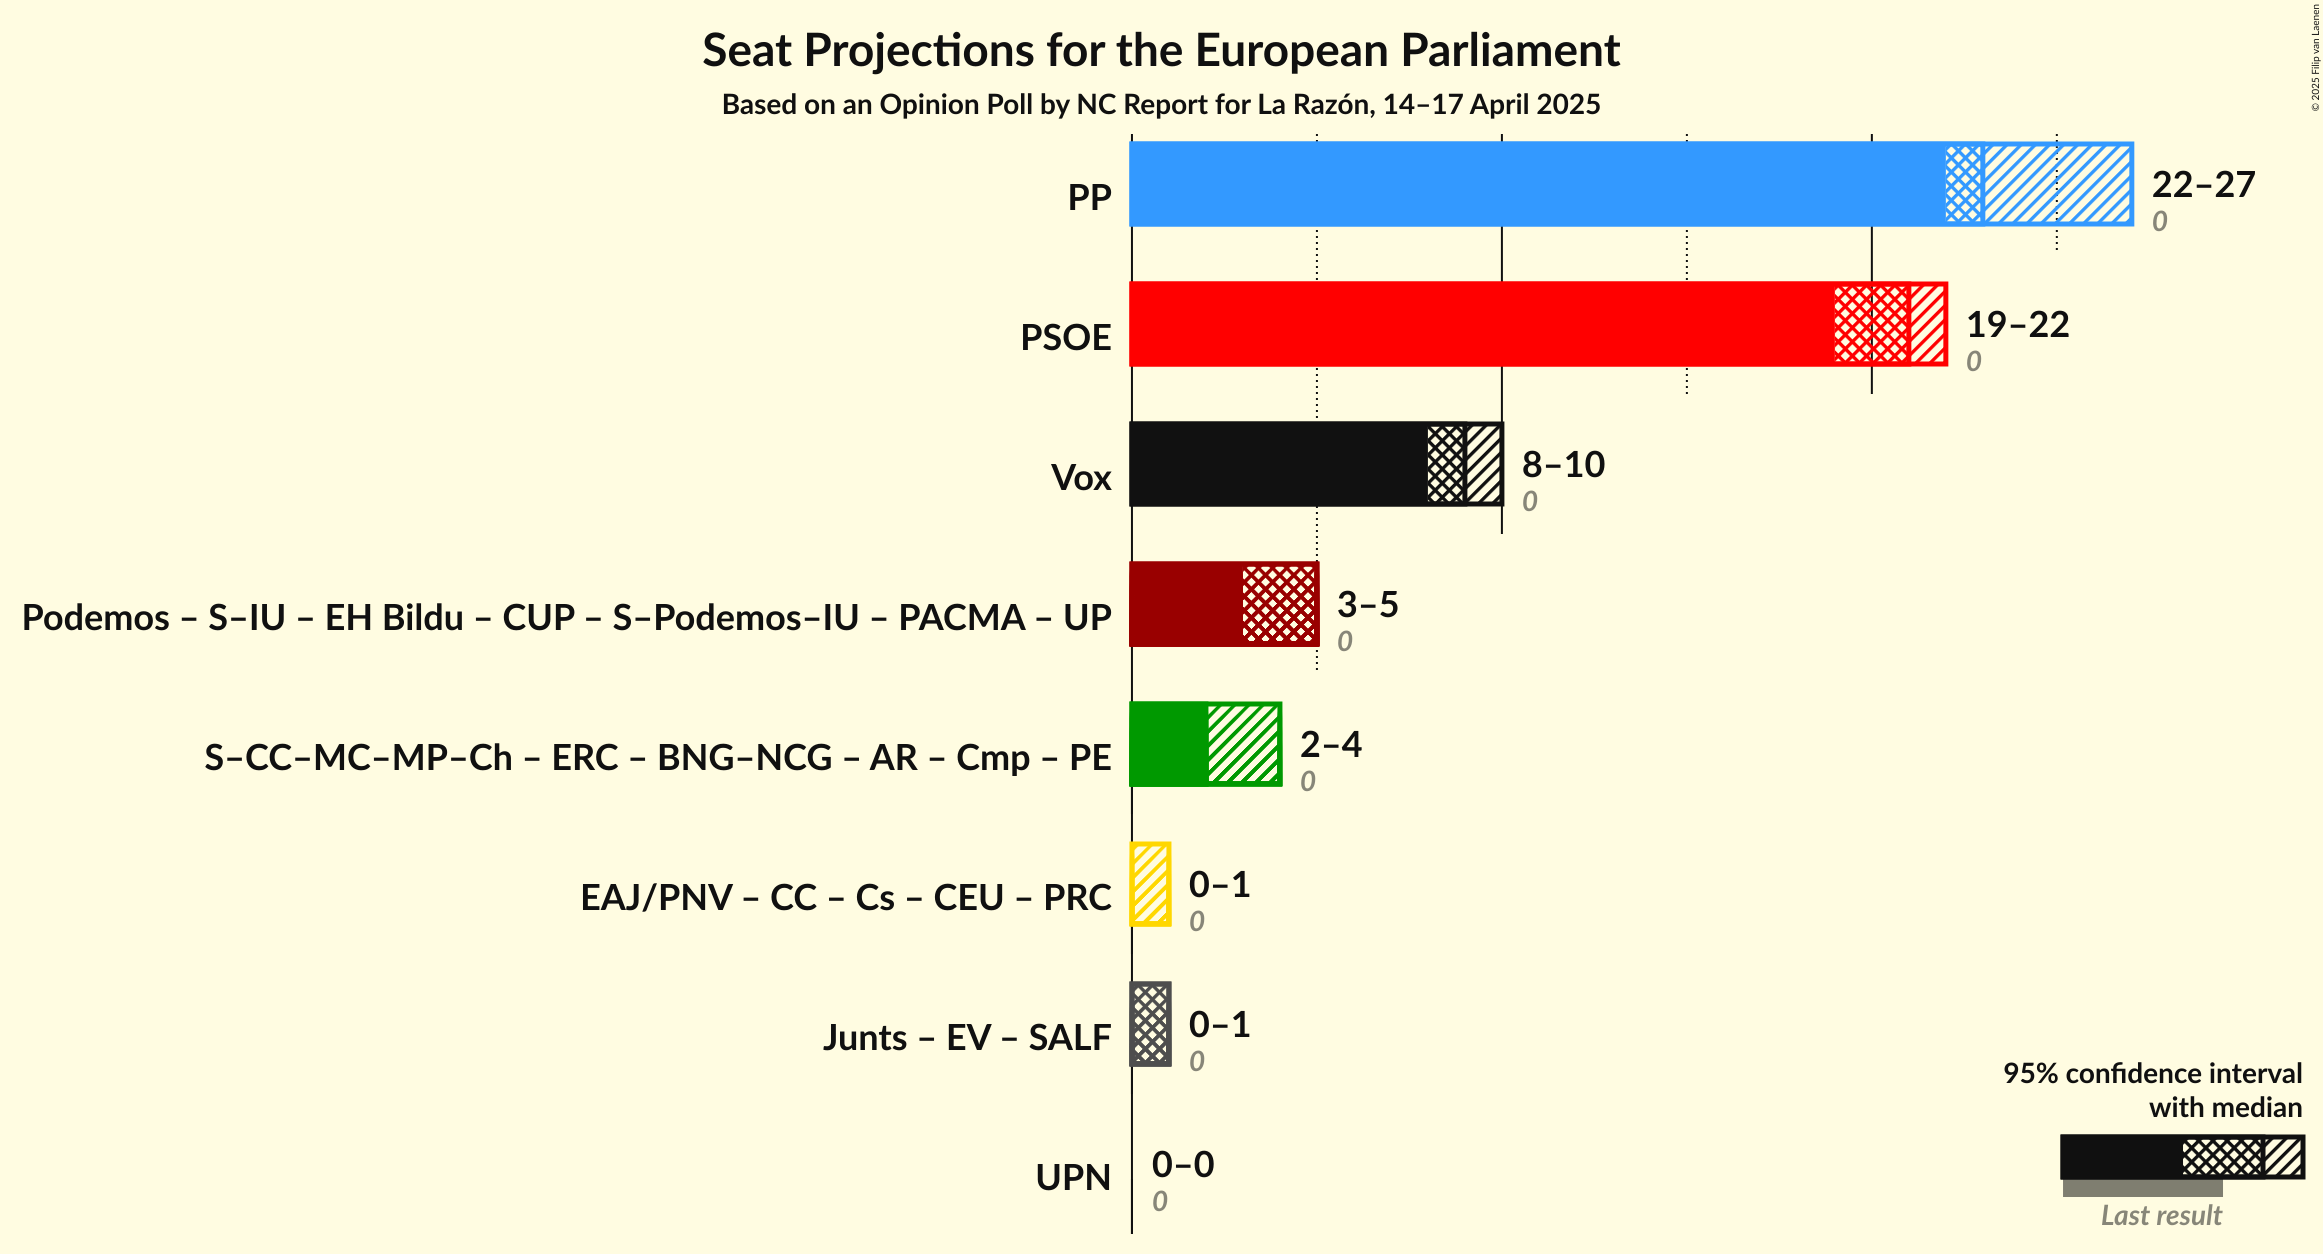 Seat Projections for the European Parliament
Based on an Opinion Poll by NC Report for La Razón, 14–17 April 2025
© 2025 Filip van Laenen
PP
22–27
0
PSOE
19–22
0
Vox
8–10
0
Podemos – S–IU – EH Bildu – CUP – S–Podemos–IU – PACMA – UP
3–5
0
S–CC–MC–MP–Ch – ERC – BNG–NCG – AR – Cmp – PE
2–4
0
EAJ/PNV – CC – Cs – CEU – PRC
0–1
0
Junts – EV – SALF
0–1
0
UPN
0–0
0
95% confidence interval
with median
Last result